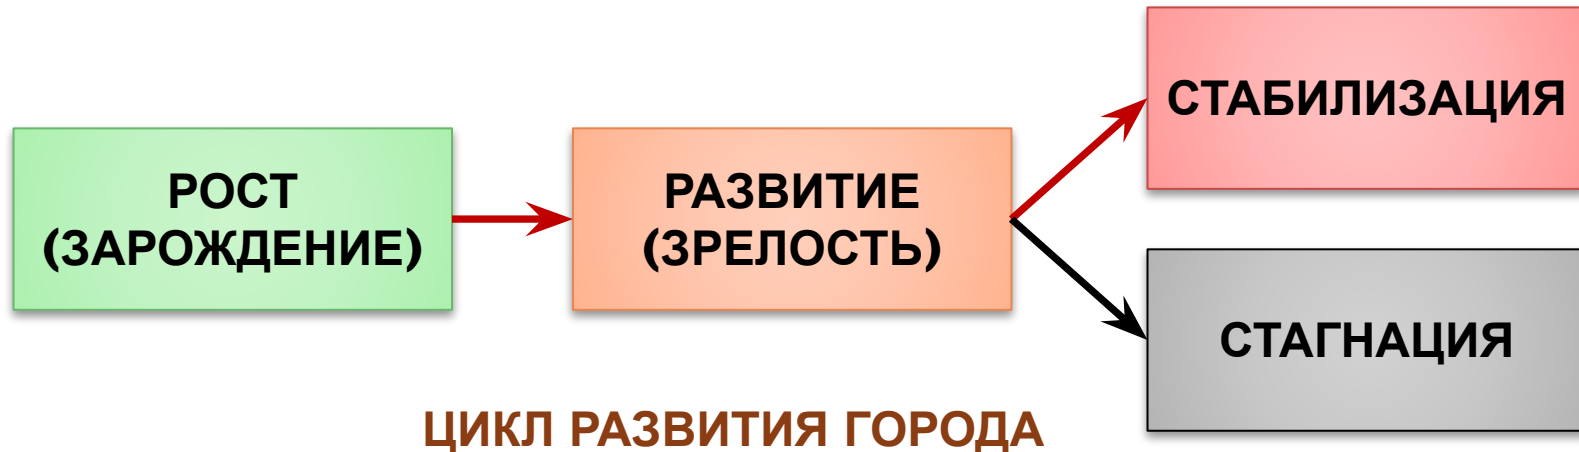 РОСТ
(ЗАРОЖДЕНИЕ)
РАЗВИТИЕ
(ЗРЕЛОСТЬ)
СТАБИЛИЗАЦИЯ
СТАГНАЦИЯ
ЦИКЛ РАЗВИТИЯ ГОРОДА